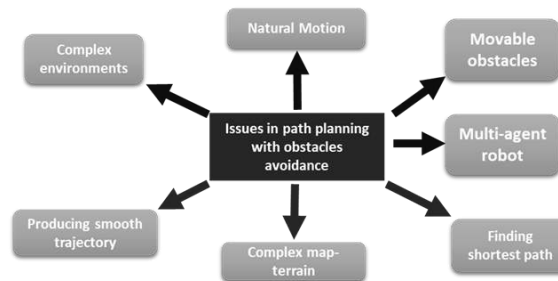 Natural Motion
Complex
environments
Movable
obstacles
Issues in path planning
with obstacles
avoidance
Multi-agent
robot
Producing smooth
trajectory
Complex map-
terrain
Finding
shortest path